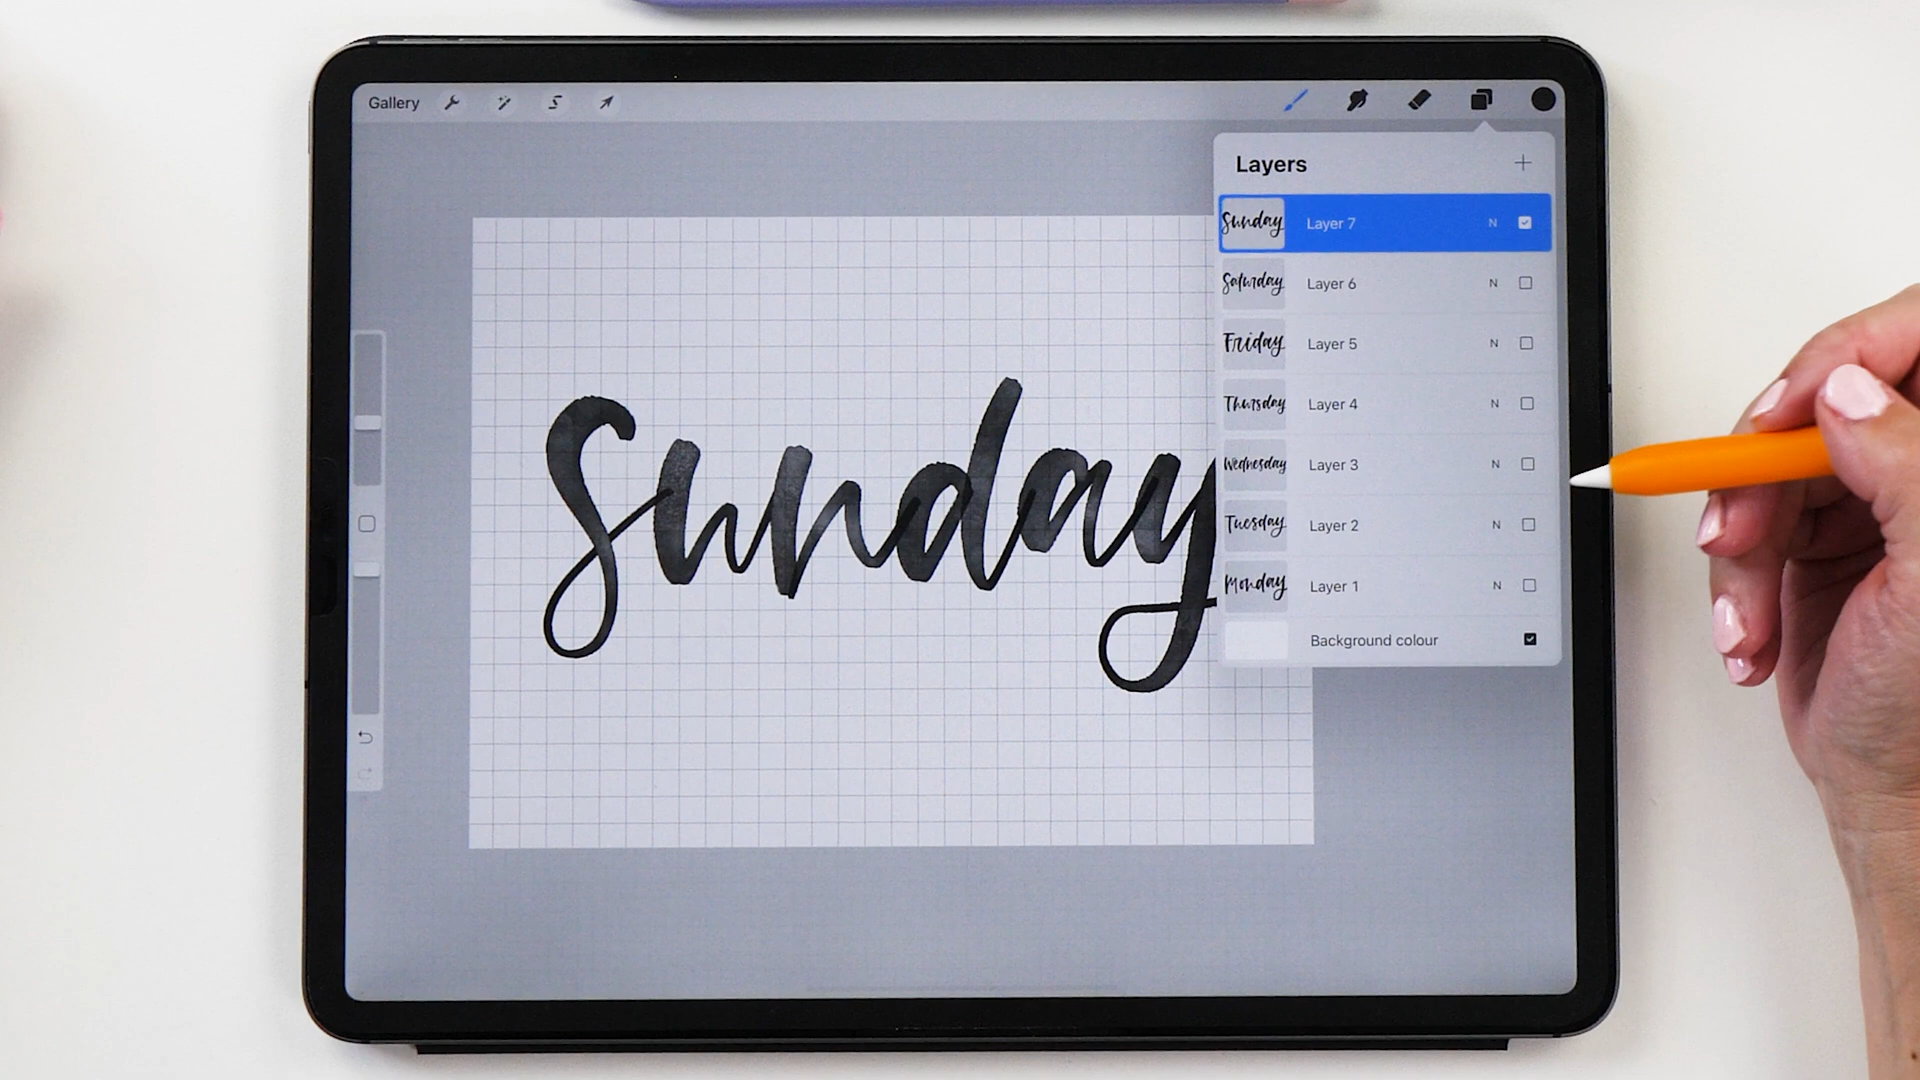 Gallery
Layers
Sunday
Sunday Layer 7 N
Saturday Layer 6 N
Friday Layer 5 N
Thursday Layer 4 N
Wednesday Layer 3 N
Tuesday Layer 2 N
Monday Layer 1 N
Background colour